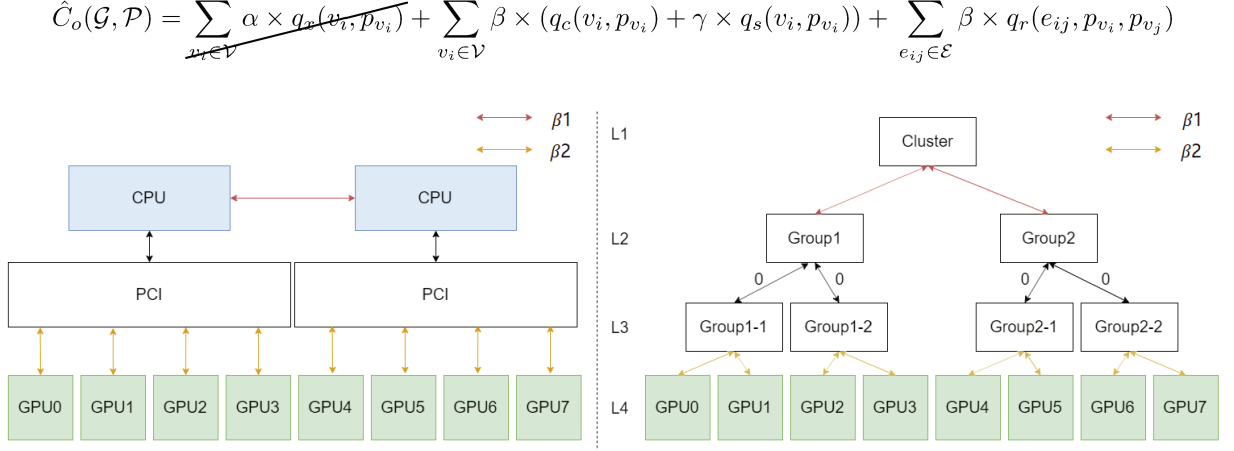 Ĉ_o(𝒢, 𝒫) = ∑_{v_i∈𝒱} α × q_x(v_i, p_{v_i}) + ∑_{v_i∈𝒱} β × (q_c(v_i, p_{v_i}) + γ × q_s(v_i, p_{v_i})) + ∑_{e_{ij}∈ℰ} β × q_r(e_{ij}, p_{v_i}, p_{v_j})
β1
β2
CPU CPU
PCI PCI
GPU0 GPU1 GPU2 GPU3 GPU4 GPU5 GPU6 GPU7
L1 Cluster β1
β2
L2 Group1 Group2
0 0 0 0
L3 Group1-1 Group1-2 Group2-1 Group2-2
L4 GPU0 GPU1 GPU2 GPU3 GPU4 GPU5 GPU6 GPU7